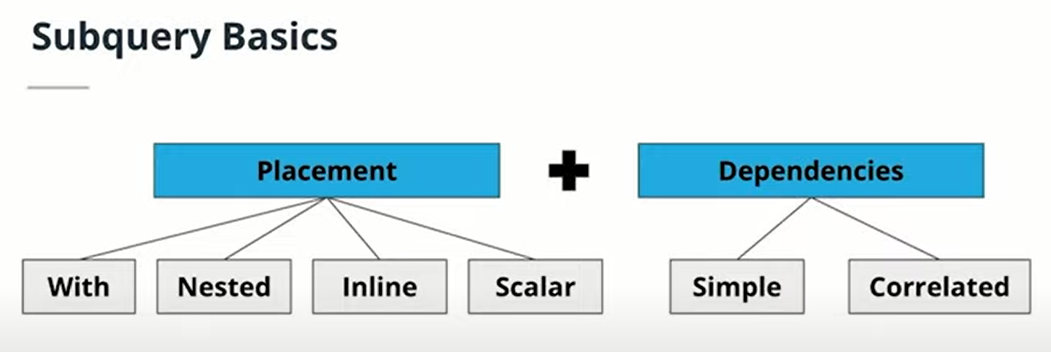 Subquery Basics
Placement
Dependencies
With
Nested
Inline
Scalar
Simple
Correlated